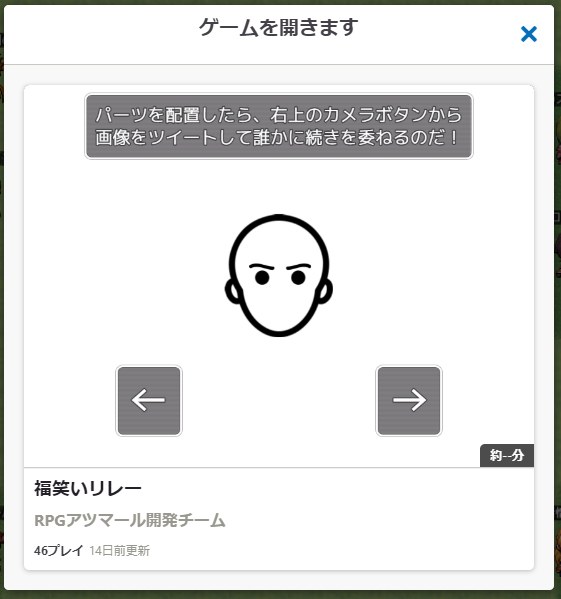 ゲームを開きます
パーツを配置したら、右上のカメラボタンから
画像をツイートして誰かに続きを委ねるのだ！
約--分
福笑いリレー
RPGアツマール開発チーム
46プレイ 14日前更新